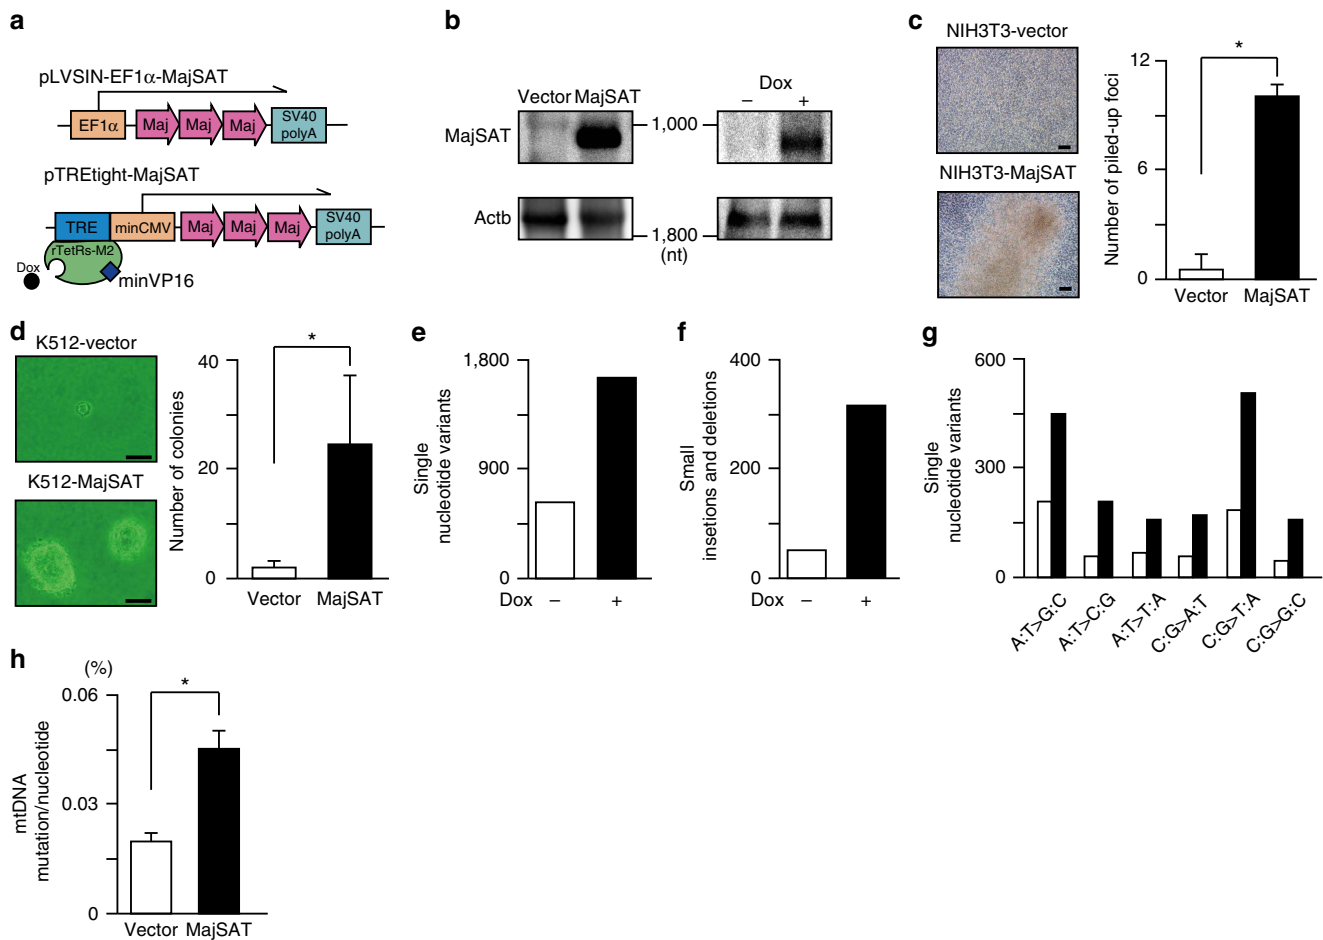 a
pLVSIN-EF1α-MajSAT
EF1α
Maj
Maj
Maj
SV40
polyA
pTREtight-MajSAT
TRE
minCMV
Maj
Maj
Maj
SV40
polyA
rTetRs-M2
Dox
minVP16
b
Vector MajSAT
Dox
– +
MajSAT
1,000
Actb
1,800
(nt)
c
NIH3T3-vector
NIH3T3-MajSAT
Number of piled-up foci
12
6
0
*
Vector MajSAT
d
K512-vector
K512-MajSAT
Number of colonies
40
20
0
*
Vector MajSAT
e
Single
nucleotide variants
1,800
900
0
Dox – +
f
Small
insetions and deletions
400
200
0
Dox – +
g
Single
nucleotide variants
600
300
0
A:T>G:C
A:T>C:G
A:T>T:A
C:G>A:T
C:G>T:A
C:G>G:C
h
(%)
mtDNA
mutation/nucleotide
0.06
0.03
0
*
Vector MajSAT